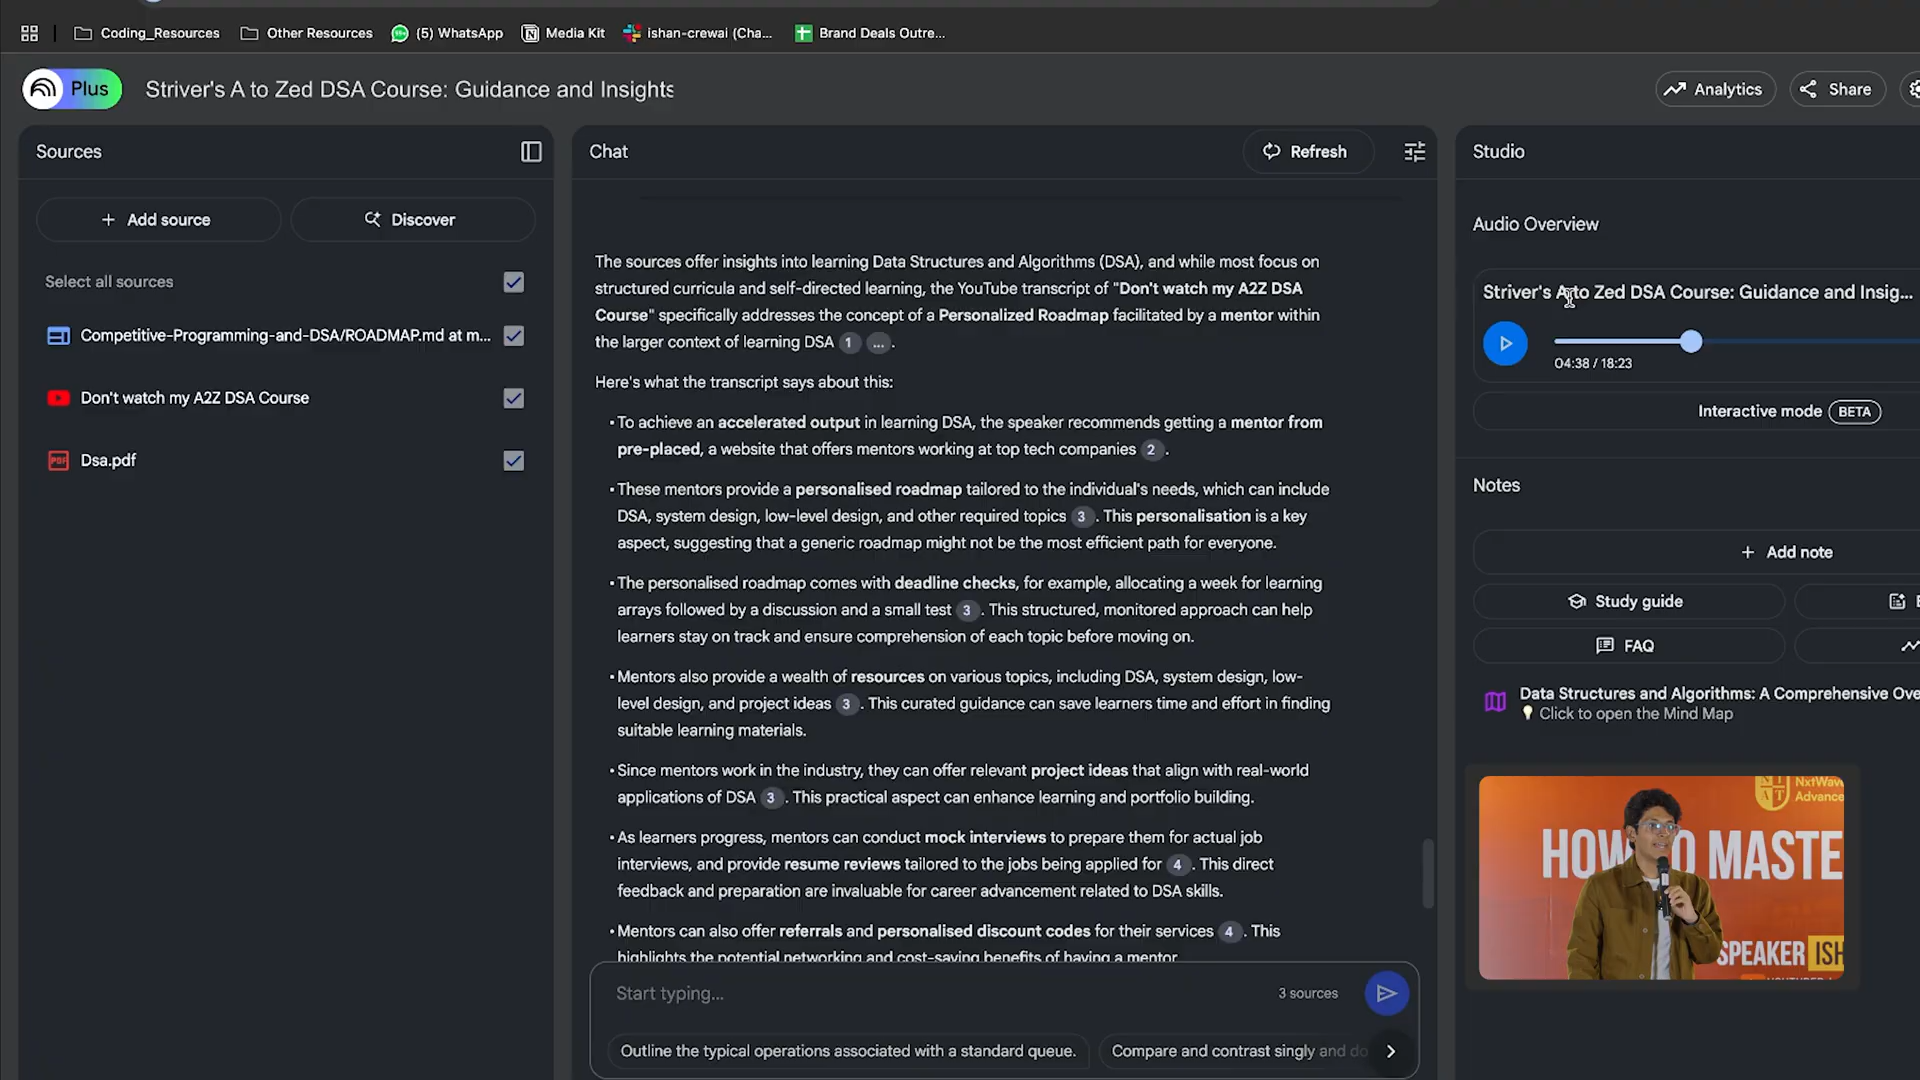 Coding_Resources
Other Resources
(5) WhatsApp
Media Kit
ishan-crewai (Cha...
Brand Deals Outre...
Plus
Striver's A to Zed DSA Course: Guidance and Insights
Analytics
Share
Sources
Add source
Discover
Select all sources
Competitive-Programming-and-DSA/ROADMAP.md at m...
Don't watch my A2Z DSA Course
PDF
Dsa.pdf
Chat
Refresh
The sources offer insights into learning Data Structures and Algorithms (DSA), and while most focus on
structured curricula and self-directed learning, the YouTube transcript of "Don't watch my A2Z DSA
Course" specifically addresses the concept of a Personalized Roadmap facilitated by a mentor within
the larger context of learning DSA 1 ... .
Here's what the transcript says about this:
• To achieve an accelerated output in learning DSA, the speaker recommends getting a mentor from
pre-placed, a website that offers mentors working at top tech companies 2 .
• These mentors provide a personalised roadmap tailored to the individual's needs, which can include
DSA, system design, low-level design, and other required topics 3 . This personalisation is a key
aspect, suggesting that a generic roadmap might not be the most efficient path for everyone.
• The personalised roadmap comes with deadline checks, for example, allocating a week for learning
arrays followed by a discussion and a small test 3 . This structured, monitored approach can help
learners stay on track and ensure comprehension of each topic before moving on.
• Mentors also provide a wealth of resources on various topics, including DSA, system design, low-
level design, and project ideas 3 . This curated guidance can save learners time and effort in finding
suitable learning materials.
• Since mentors work in the industry, they can offer relevant project ideas that align with real-world
applications of DSA 3 . This practical aspect can enhance learning and portfolio building.
• As learners progress, mentors can conduct mock interviews to prepare them for actual job
interviews, and provide resume reviews tailored to the jobs being applied for 4 . This direct
feedback and preparation are invaluable for career advancement related to DSA skills.
• Mentors can also offer referrals and personalised discount codes for their services 4 . This
highlights the potential networking and cost-saving benefits of having a mentor.
Start typing...
3 sources
Outline the typical operations associated with a standard queue.
Compare and contrast singly and do
Studio
Audio Overview
Striver's A to Zed DSA Course: Guidance and Insig...
04:38 / 18:23
Interactive mode BETA
Notes
Add note
Study guide
FAQ
Data Structures and Algorithms: A Comprehensive Ove
Click to open the Mind Map
NxtWave
Advance
HOW TO MASTE
SPEAKER ISH